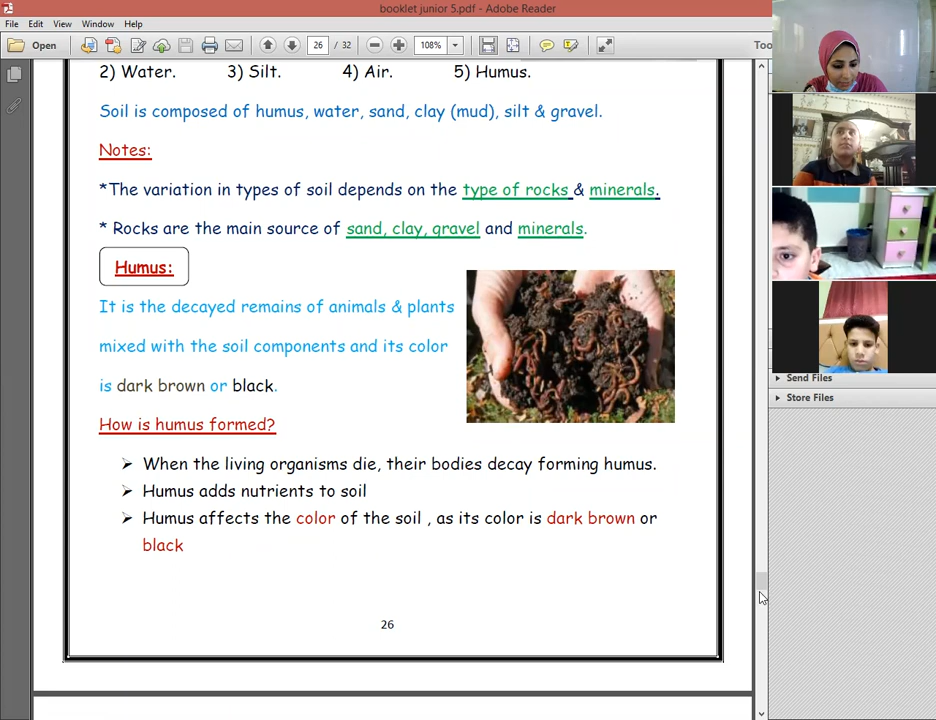 booklet junior 5.pdf - Adobe Reader
File Edit View Window Help
Open 26 / 32 108% Too
2) Water. 3) Silt. 4) Air. 5) Humus.
Soil is composed of humus, water, sand, clay (mud), silt & gravel.
Notes:
*The variation in types of soil depends on the type of rocks & minerals.
* Rocks are the main source of sand, clay, gravel and minerals.
Humus:
It is the decayed remains of animals & plants
mixed with the soil components and its color
is dark brown or black.
How is humus formed?
➢ When the living organisms die, their bodies decay forming humus.
➢ Humus adds nutrients to soil
➢ Humus affects the color of the soil , as its color is dark brown or
black
26
Send Files
Store Files